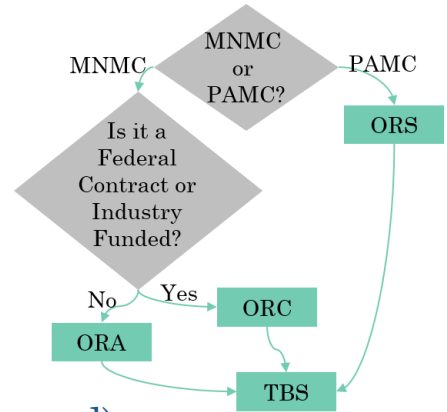 MNMC
or
PAMC?
MNMC
PAMC
ORS
Is it a
Federal
Contract or
Industry
Funded?
No
Yes
ORC
ORA
TBS